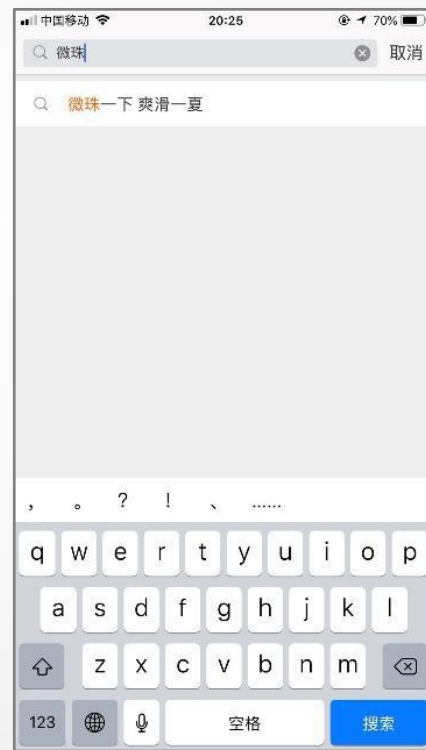 中国移动 20:25 70%
微珠 取消
微珠一下 爽滑一夏
， 。 ？ ！ 、 ……
q w e r t y u i o p
a s d f g h j k l
z x c v b n m
123 空格 搜索